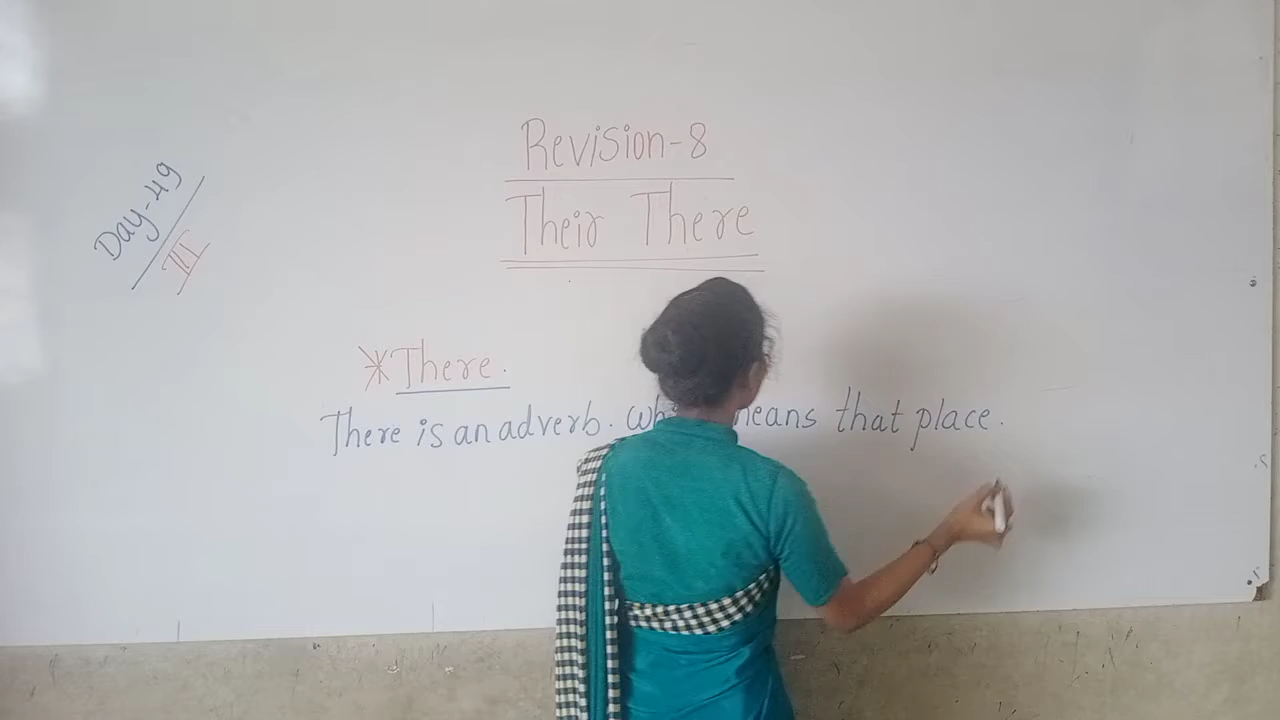 Revision-8
Their There
Day-49
III
*There.
There is an adverb. means that place.